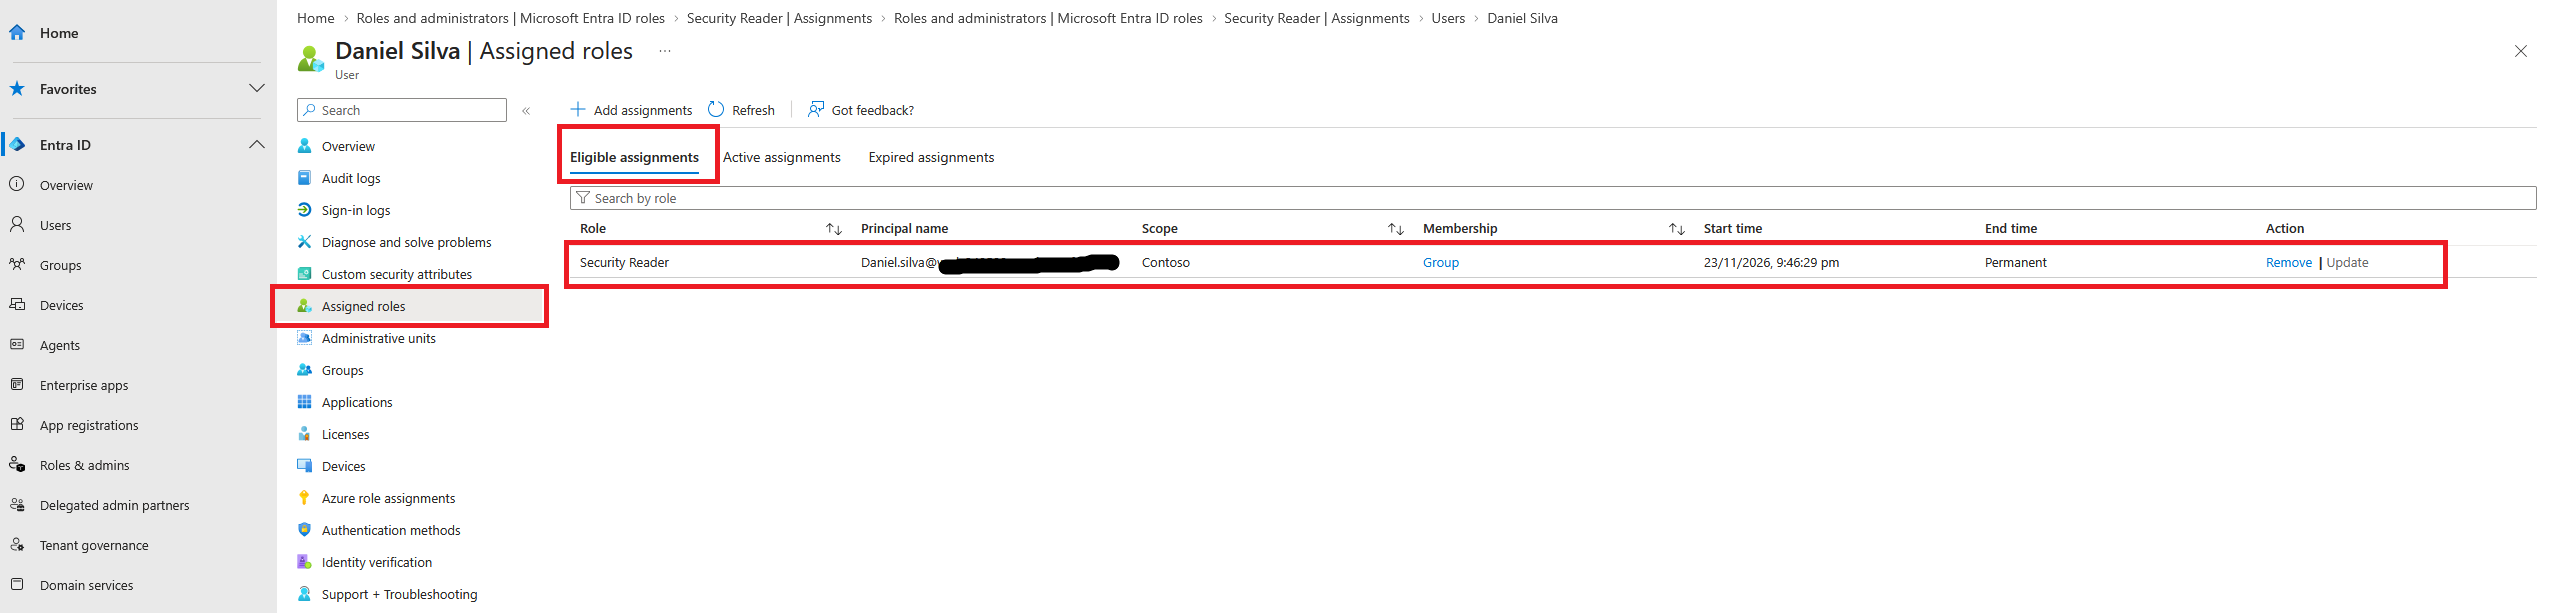 Home
Favorites
Entra ID
Overview
Users
Groups
Devices
Agents
Enterprise apps
App registrations
Roles & admins
Delegated admin partners
Tenant governance
Domain services
Home > Roles and administrators | Microsoft Entra ID roles > Security Reader | Assignments > Roles and administrators | Microsoft Entra ID roles > Security Reader | Assignments > Users > Daniel Silva
Daniel Silva | Assigned roles ...
User
Search «
Overview
Audit logs
Sign-in logs
Diagnose and solve problems
Custom security attributes
Assigned roles
Administrative units
Groups
Applications
Licenses
Devices
Azure role assignments
Authentication methods
Identity verification
Support + Troubleshooting
Add assignments Refresh Got feedback?
Eligible assignments Active assignments Expired assignments
Search by role
Role Principal name Scope Membership Start time End time Action
Security Reader Daniel.silva@ Contoso Group 23/11/2026, 9:46:29 pm Permanent Remove | Update